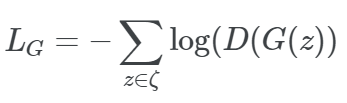 L_G = −∑_{z∈ζ} log(D(G(z))